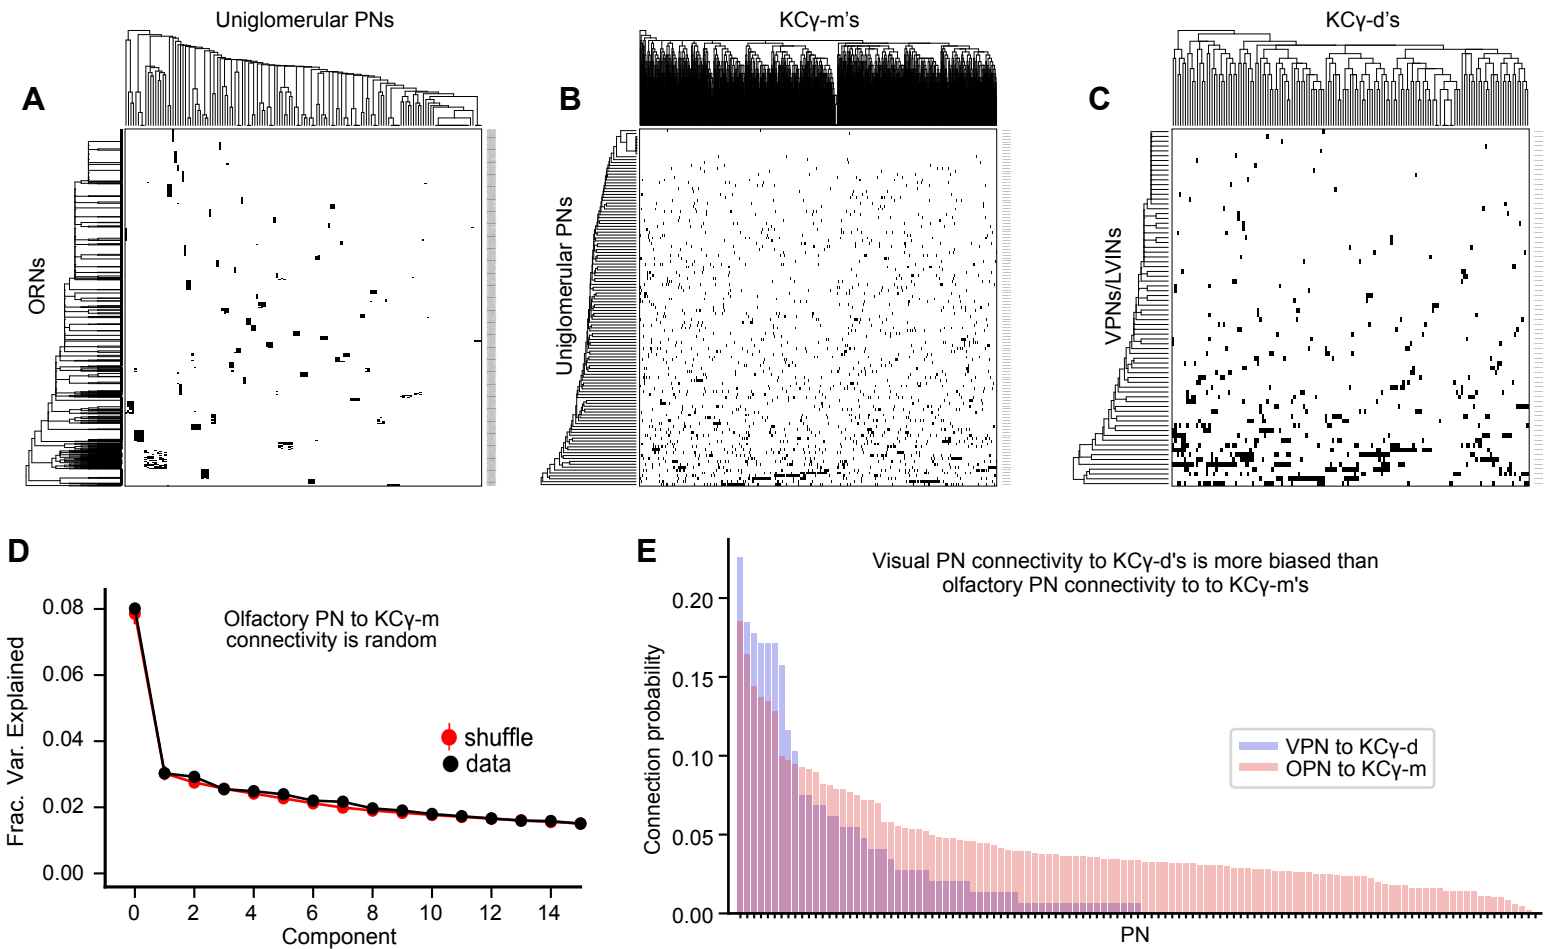 Uniglomerular PNs
KCγ-m's
KCγ-d's
A
B
C
ORNs
Uniglomerular PNs
VPNs/LVINs
D
Frac. Var. Explained
0.08
0.06
0.04
0.02
0.00
Olfactory PN to KCγ-m
connectivity is random
shuffle
data
0 2 4 6 8 10 12 14
Component
E
Connection probability
0.20
0.15
0.10
0.05
0.00
Visual PN connectivity to KCγ-d's is more biased than
olfactory PN connectivity to to KCγ-m's
VPN to KCγ-d
OPN to KCγ-m
PN